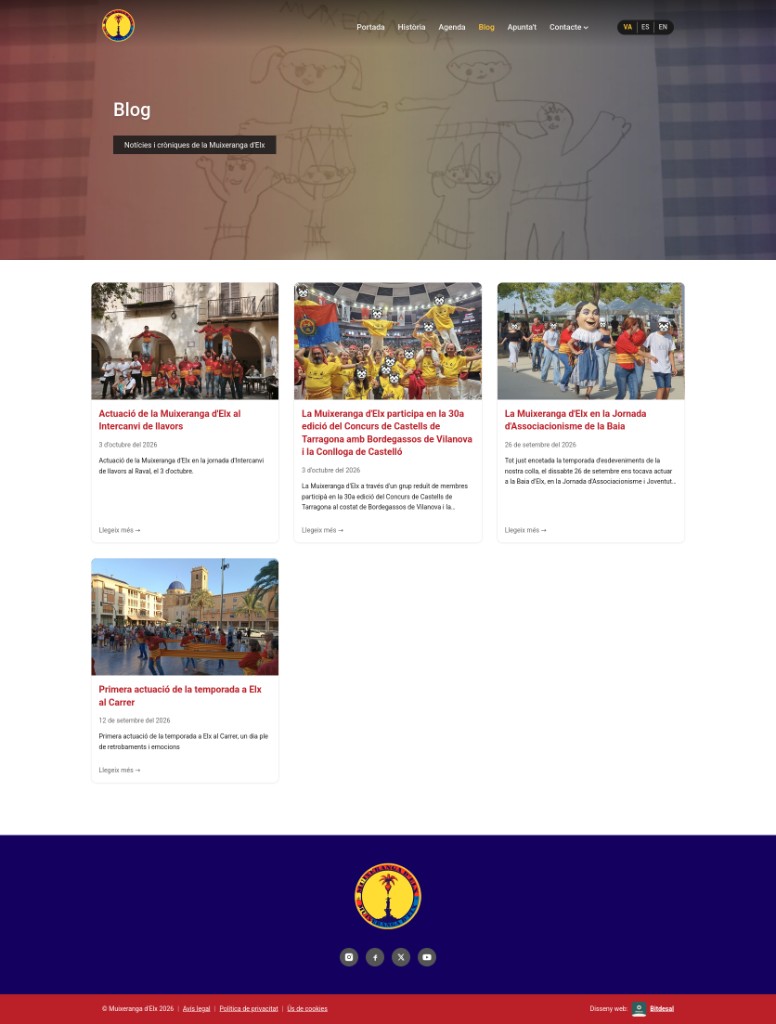 Portada
Història
Agenda
Blog
Apunta't
Contacte
VA
ES
EN
Blog
Notícies i cròniques de la Muixeranga d'Elx
Actuació de la Muixeranga d'Elx al
Intercanvi de llavors
3 d'octubre del 2026
Actuació de la Muixeranga d'Elx en la jornada d'Intercanvi
de llavors al Raval, el 3 d'octubre.
Llegeix més →
La Muixeranga d'Elx participa en la 30a
edició del Concurs de Castells de
Tarragona amb Bordegassos de Vilanova
i la Conlloga de Castelló
3 d'octubre del 2026
La Muixeranga d'Elx a través d'un grup reduït de membres
participà en la 30a edició del Concurs de Castells de
Tarragona al costat de Bordegassos de Vilanova i la...
Llegeix més →
La Muixeranga d'Elx en la Jornada
d'Associacionisme de la Baia
26 de setembre del 2026
Tot just encetada la temporada d'esdeveniments de la
nostra colla, el dissabte 26 de setembre ens tocava actuar
a la Baia d'Elx, en la Jornada d'Associacionisme i Joventut...
Llegeix més →
Primera actuació de la temporada a Elx
al Carrer
12 de setembre del 2026
Primera actuació de la temporada a Elx al Carrer, un dia ple
de retrobaments i emocions
Llegeix més →
MUIXERANGA D'ELX
© Muixeranga d'Elx 2026 | Avís legal | Política de privacitat | Ús de cookies
Disseny web: Bitdesal